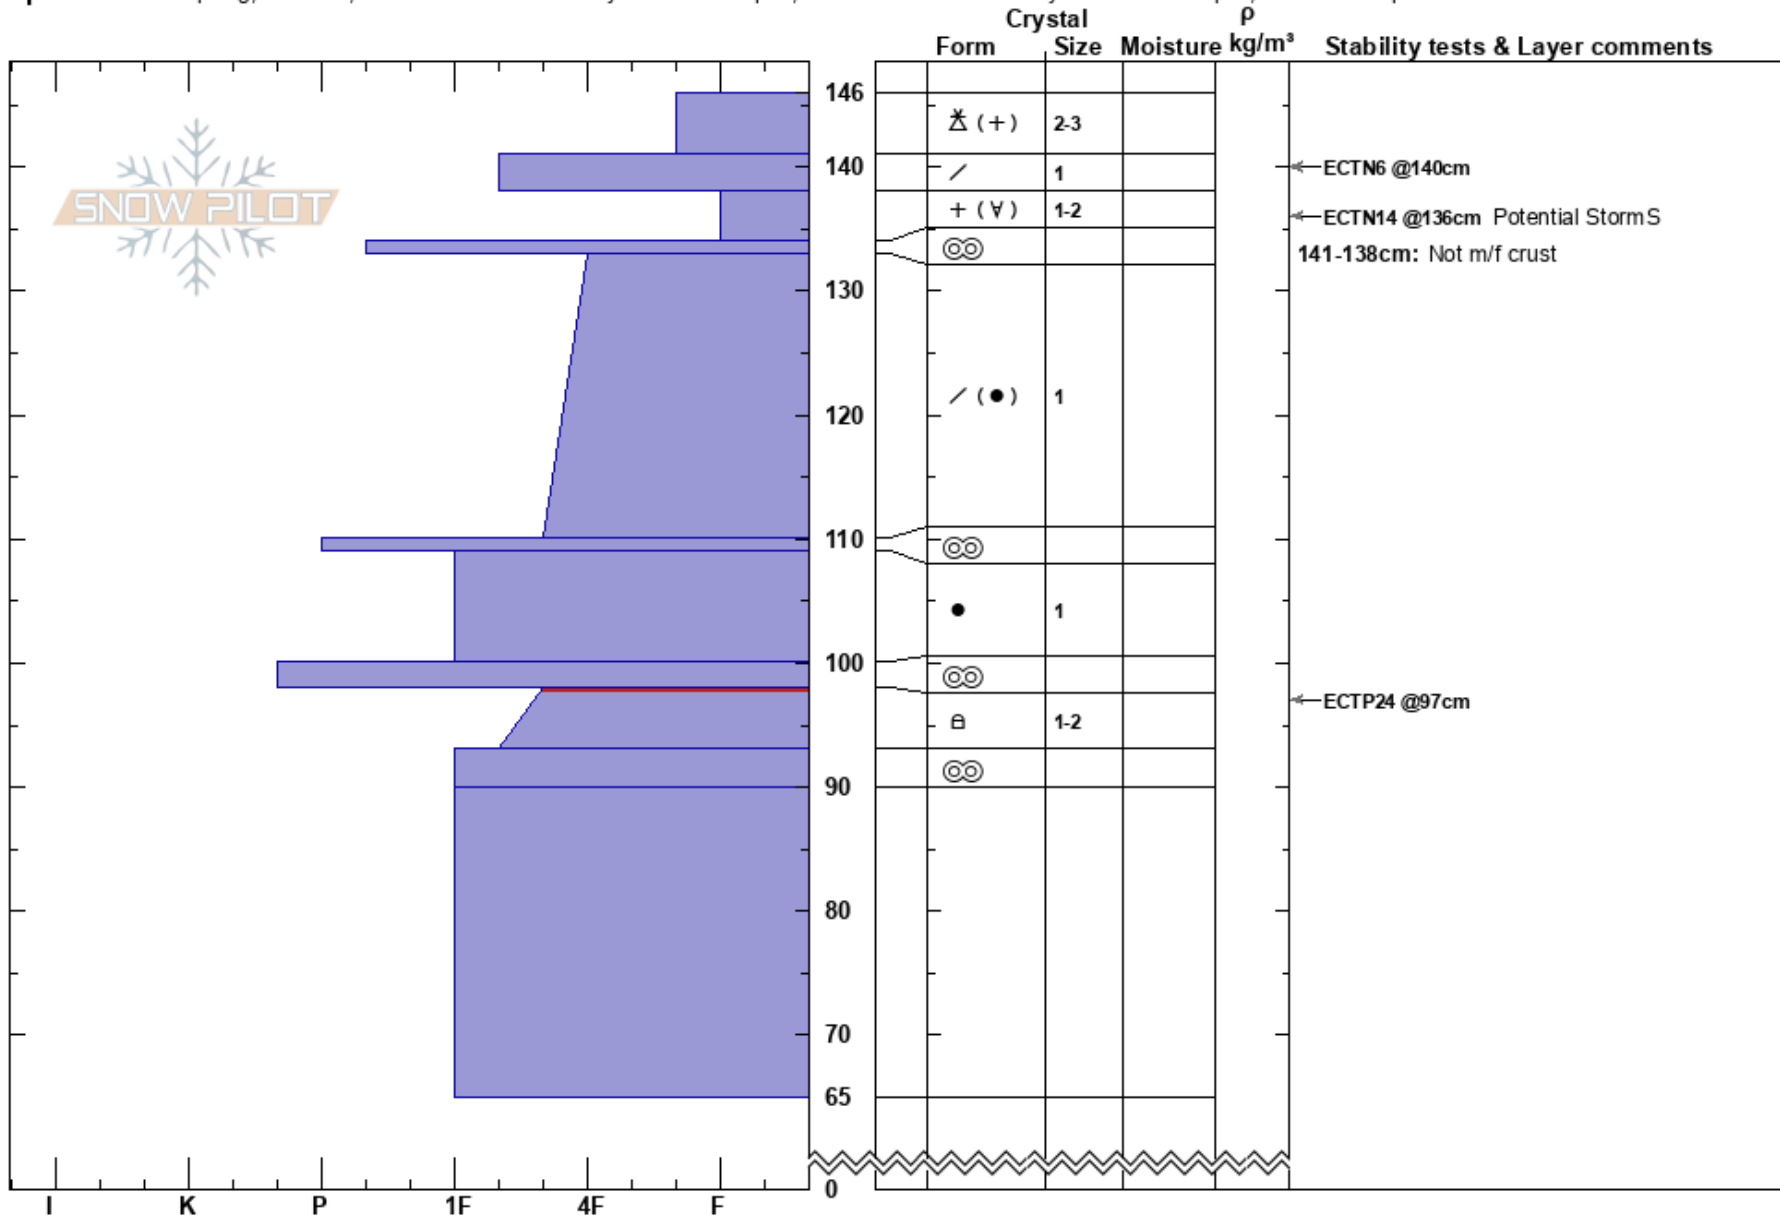 Crystal ρ
Form Size Moisture kg/m³ Stability tests & Layer comments
146
(+) 2-3
SNOW PILOT
140 / 1 ECTN6 @140cm
+ (∀) 1-2 ECTN14 @136cm Potential StormS
141-138cm: Not m/f crust
130
120 / (●) 1
110
● 1
100
ECTP24 @97cm
1-2
90
80
70
65
0
I K P 1F 4F F